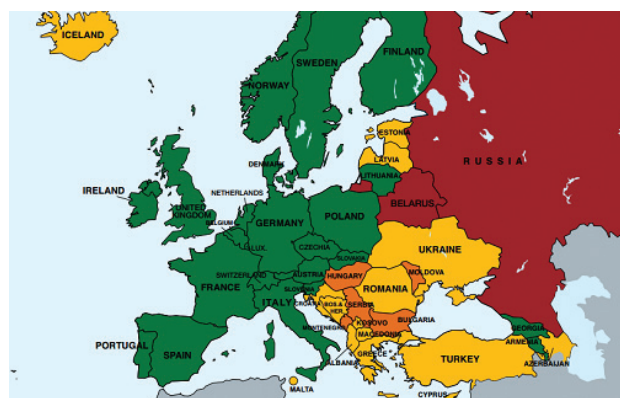 ICELAND
FINLAND
SWEDEN
NORWAY
ESTONIA
LATVIA
RUSSIA
LITHUANIA
DENMARK
IRELAND
NETHERLANDS
UNITED
KINGDOM
BELARUS
BELGIUM
GERMANY
POLAND
LUX.
CZECHIA
UKRAINE
SLOVAKIA
SWITZERLAND
AUSTRIA
HUNGARY
MOLDOVA
FRANCE
SLOVENIA
ROMANIA
ITALY
CROATIA
BOS.&
HER.
SERBIA
BULGARIA
MONTENEGRO
KOSOVO
GEORGIA
PORTUGAL
SPAIN
MACEDONIA
ARMENIA
ALBANIA
GREECE
TURKEY
AZERBAIJAN
MALTA
CYPRUS